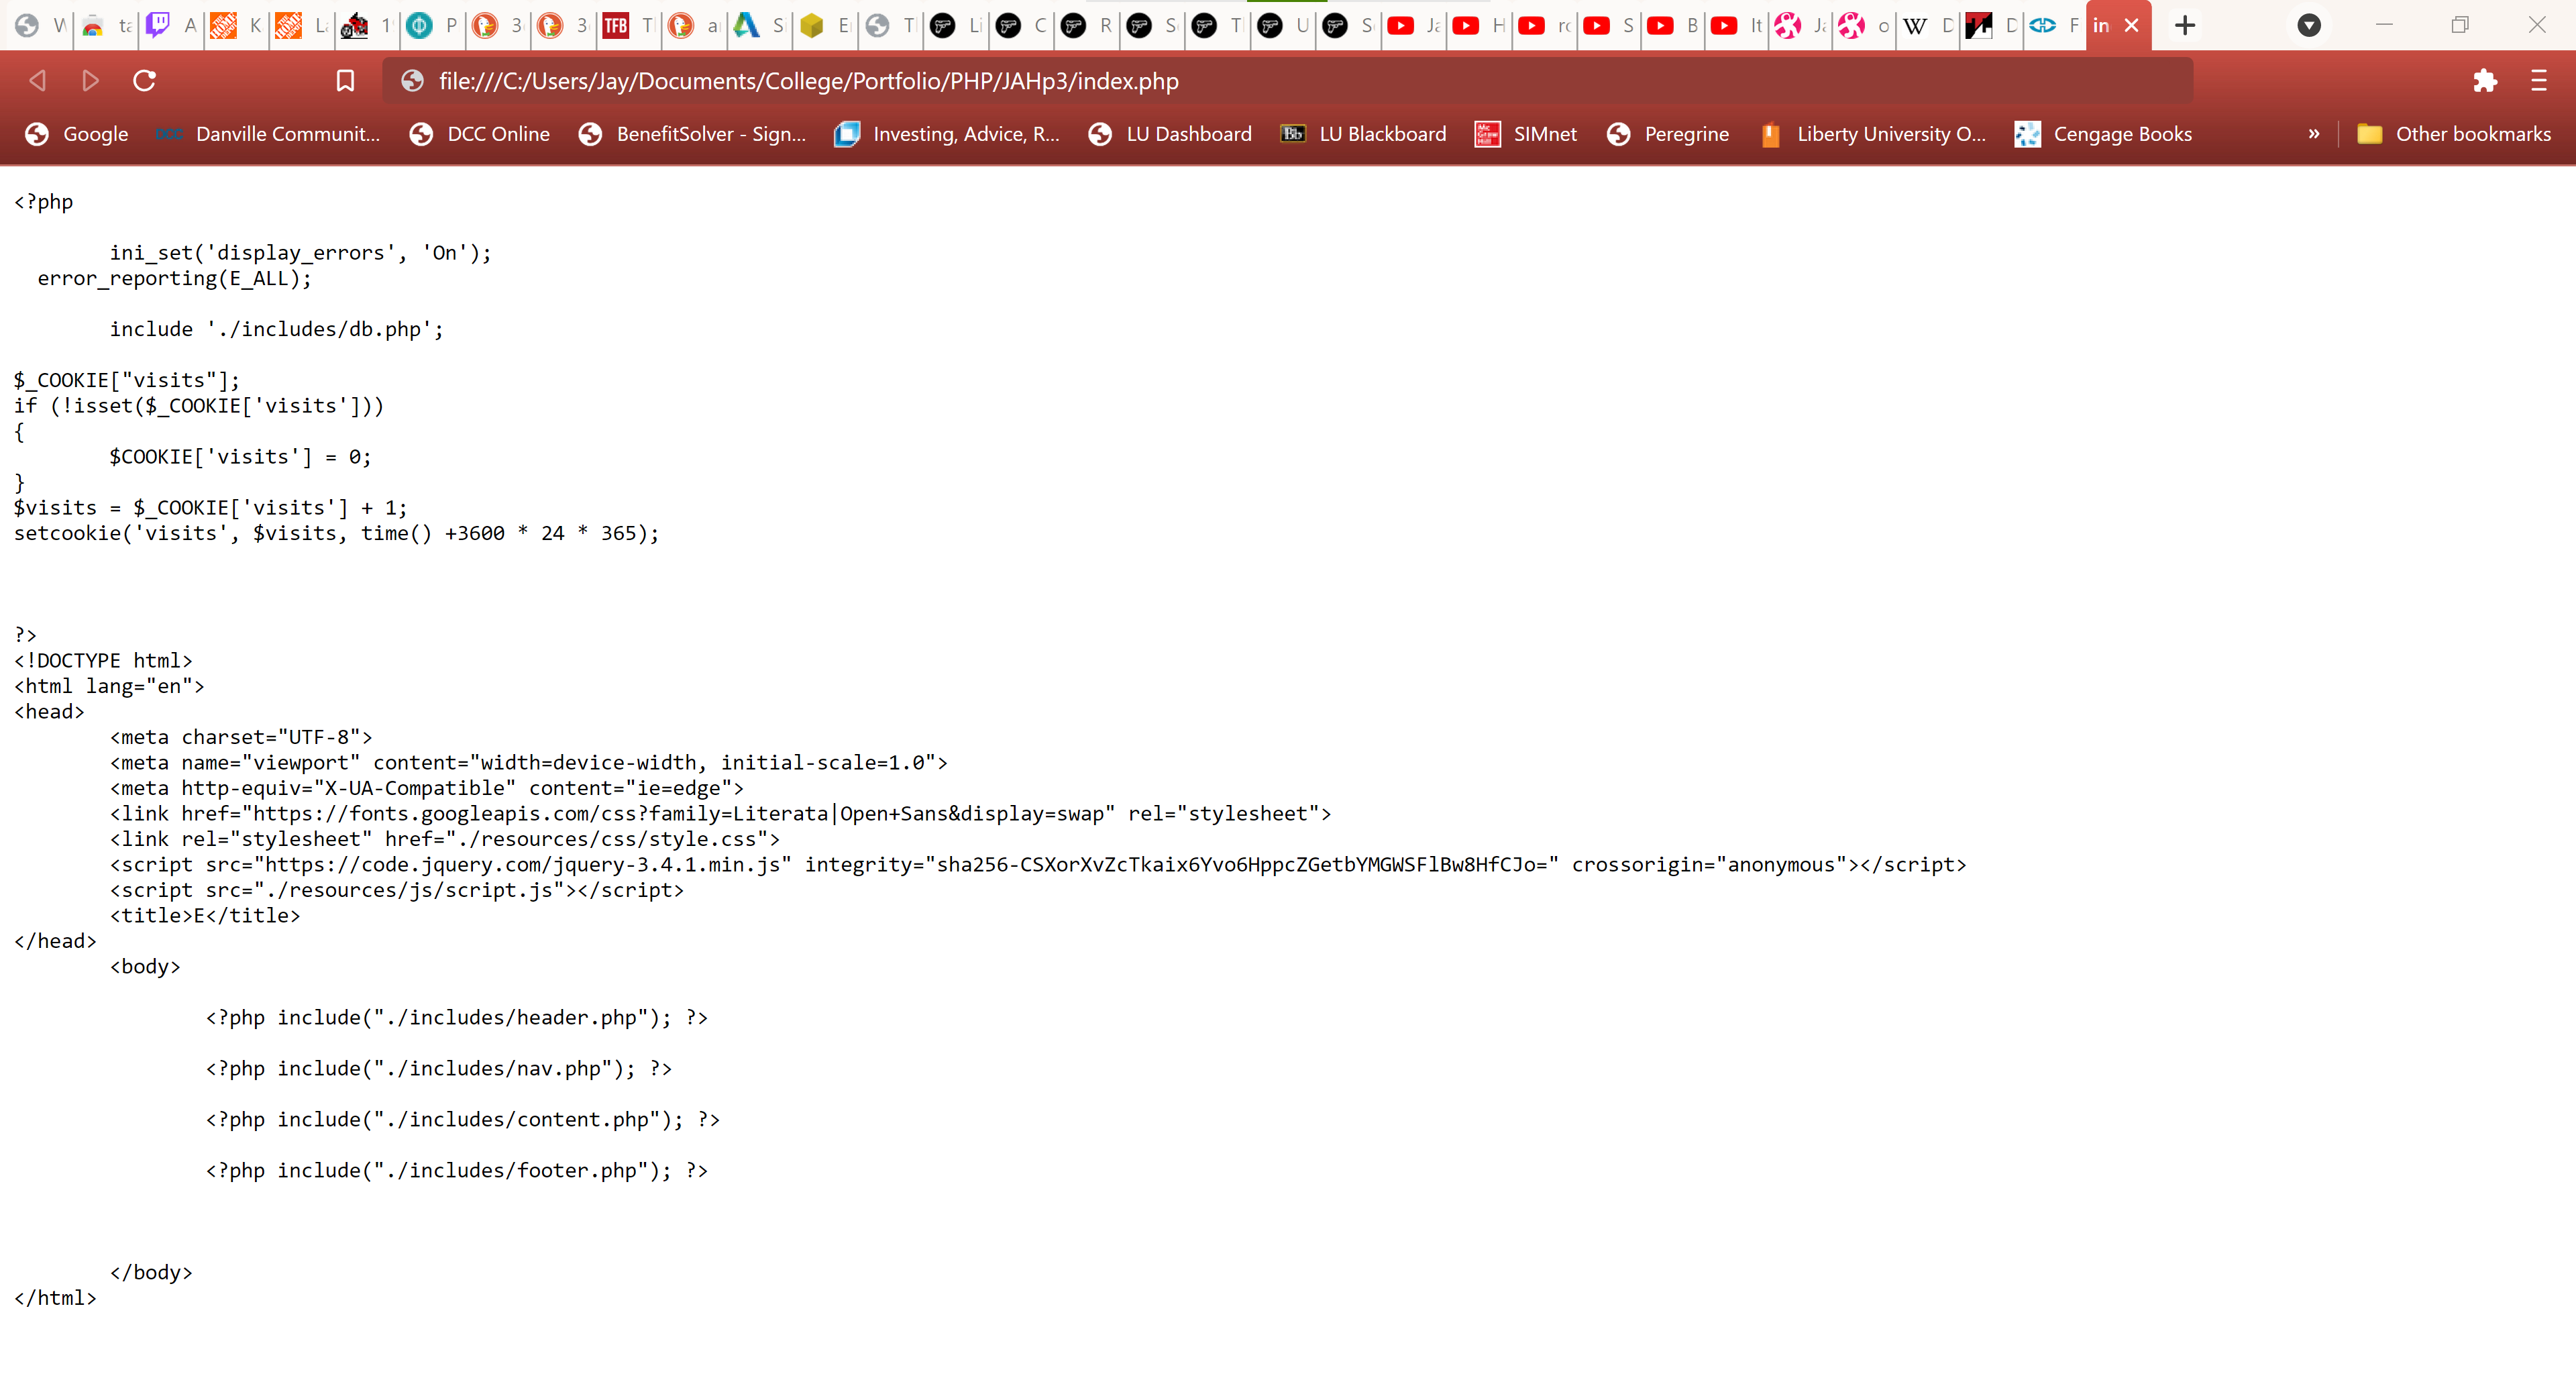 W ta A K L 1 P 3 3 TFB T a S E T Li C R S T U S Ja H ro S B It Ja o W D D F in
file:///C:/Users/Jay/Documents/College/Portfolio/PHP/JAHp3/index.php
Google DCC Danville Communit... DCC Online BenefitSolver - Sign... Investing, Advice, R... LU Dashboard Bb LU Blackboard Mc Graw Hill SIMnet Peregrine Liberty University O... Cengage Books » Other bookmarks
<?php
ini_set('display_errors', 'On');
error_reporting(E_ALL);
include './includes/db.php';
$_COOKIE["visits"];
if (!isset($_COOKIE['visits']))
{
$COOKIE['visits'] = 0;
}
$visits = $_COOKIE['visits'] + 1;
setcookie('visits', $visits, time() +3600 * 24 * 365);
?>
<!DOCTYPE html>
<html lang="en">
<head>
<meta charset="UTF-8">
<meta name="viewport" content="width=device-width, initial-scale=1.0">
<meta http-equiv="X-UA-Compatible" content="ie=edge">
<link href="https://fonts.googleapis.com/css?family=Literata|Open+Sans&display=swap" rel="stylesheet">
<link rel="stylesheet" href="./resources/css/style.css">
<script src="https://code.jquery.com/jquery-3.4.1.min.js" integrity="sha256-CSXorXvZcTkaix6Yvo6HppcZGetbYMGWSFlBw8HfCJo=" crossorigin="anonymous"></script>
<script src="./resources/js/script.js"></script>
<title>E</title>
</head>
<body>
<?php include("./includes/header.php"); ?>
<?php include("./includes/nav.php"); ?>
<?php include("./includes/content.php"); ?>
<?php include("./includes/footer.php"); ?>
</body>
</html>